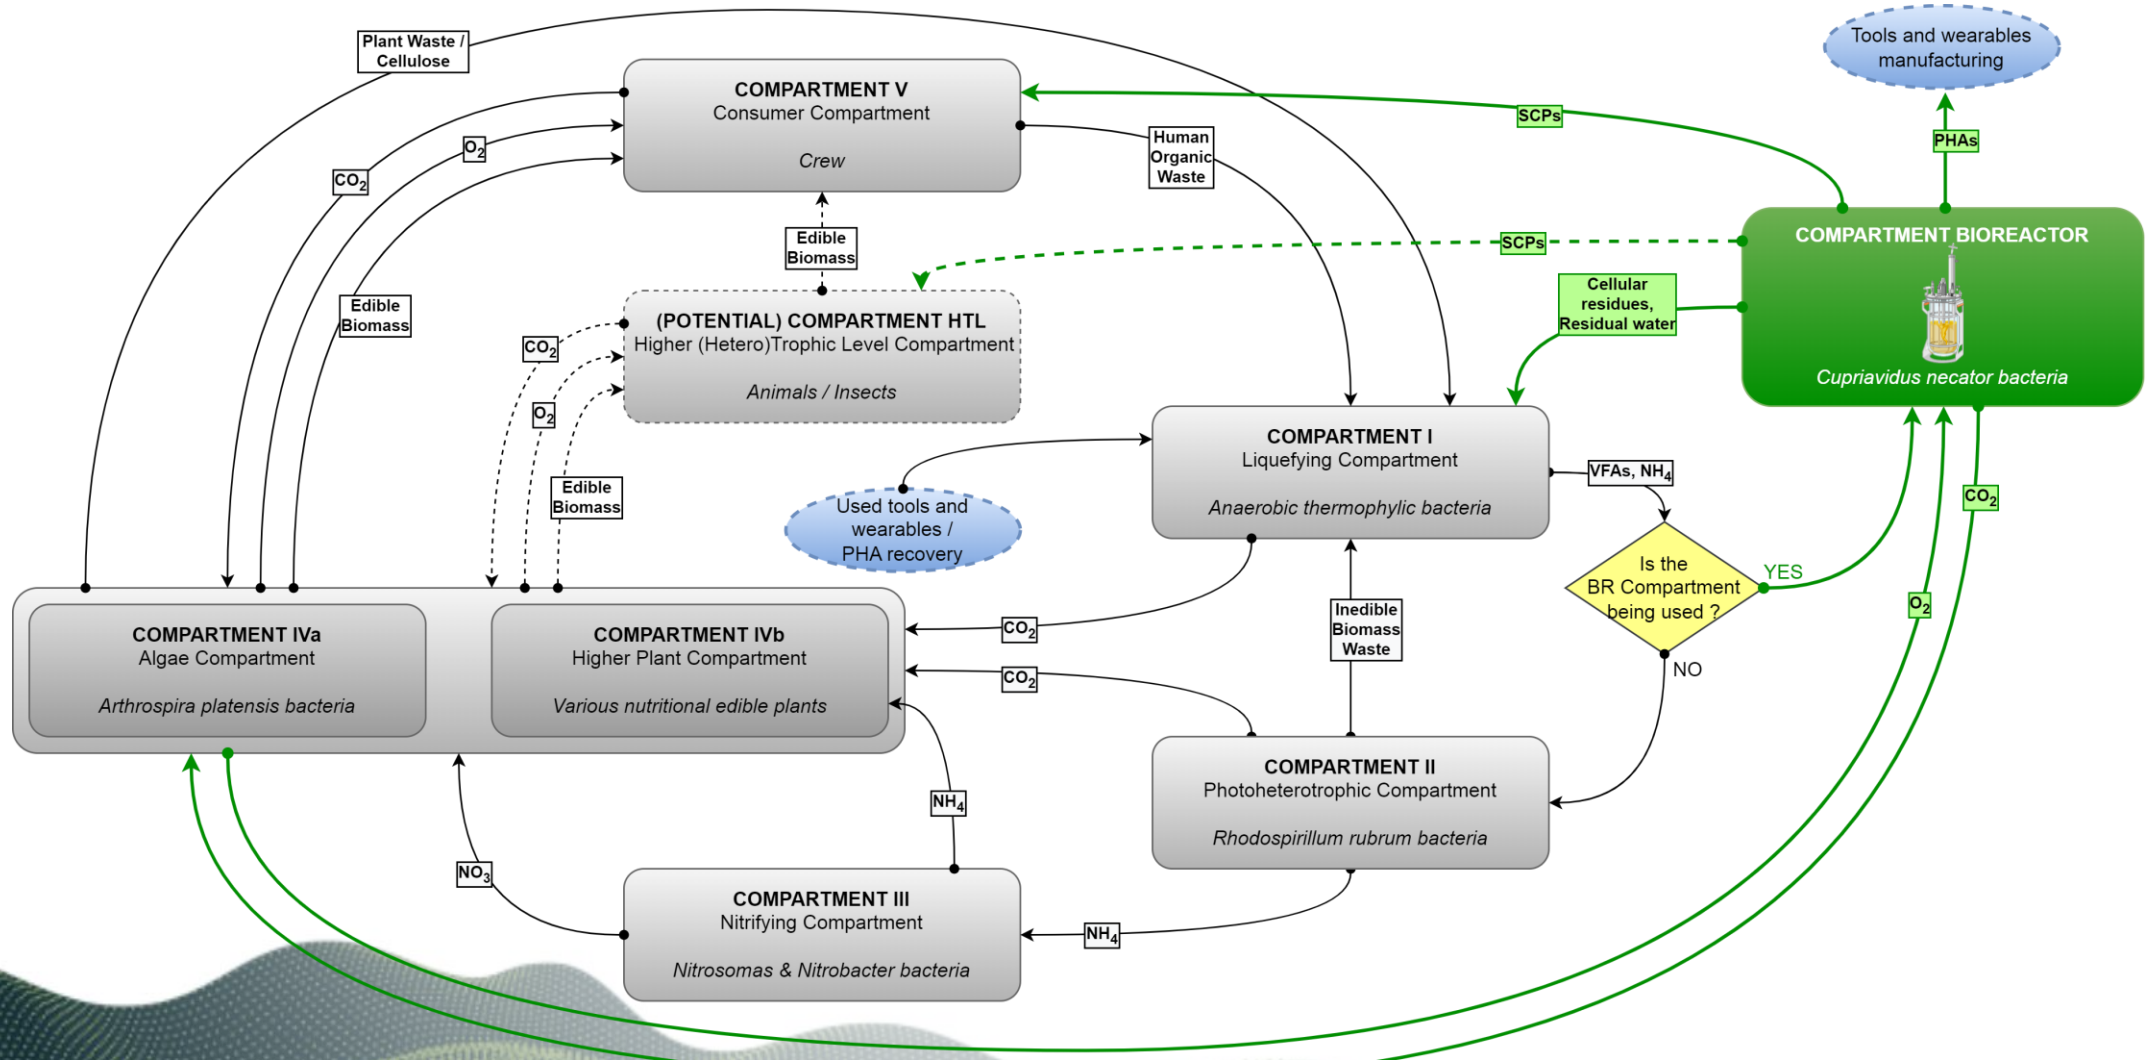 Plant Waste /
Cellulose
COMPARTMENT V
Consumer Compartment
Crew
Tools and wearables
manufacturing
SCPs
PHAs
O₂
CO₂
Human
Organic
Waste
Edible
Biomass
SCPs
COMPARTMENT BIOREACTOR
Cupriavidus necator bacteria
Cellular
residues,
Residual water
Edible
Biomass
(POTENTIAL) COMPARTMENT HTL
Higher (Hetero)Trophic Level Compartment
Animals / Insects
CO₂
O₂
Edible
Biomass
COMPARTMENT I
Liquefying Compartment
Anaerobic thermophylic bacteria
VFAs, NH₄
CO₂
Used tools and
wearables /
PHA recovery
Is the
BR Compartment
being used ?
YES
NO
O₂
COMPARTMENT IVa
Algae Compartment
Arthrospira platensis bacteria
COMPARTMENT IVb
Higher Plant Compartment
Various nutritional edible plants
CO₂
CO₂
Inedible
Biomass
Waste
COMPARTMENT II
Photoheterotrophic Compartment
Rhodospirillum rubrum bacteria
NH₄
NO₃
COMPARTMENT III
Nitrifying Compartment
Nitrosomas & Nitrobacter bacteria
NH₄